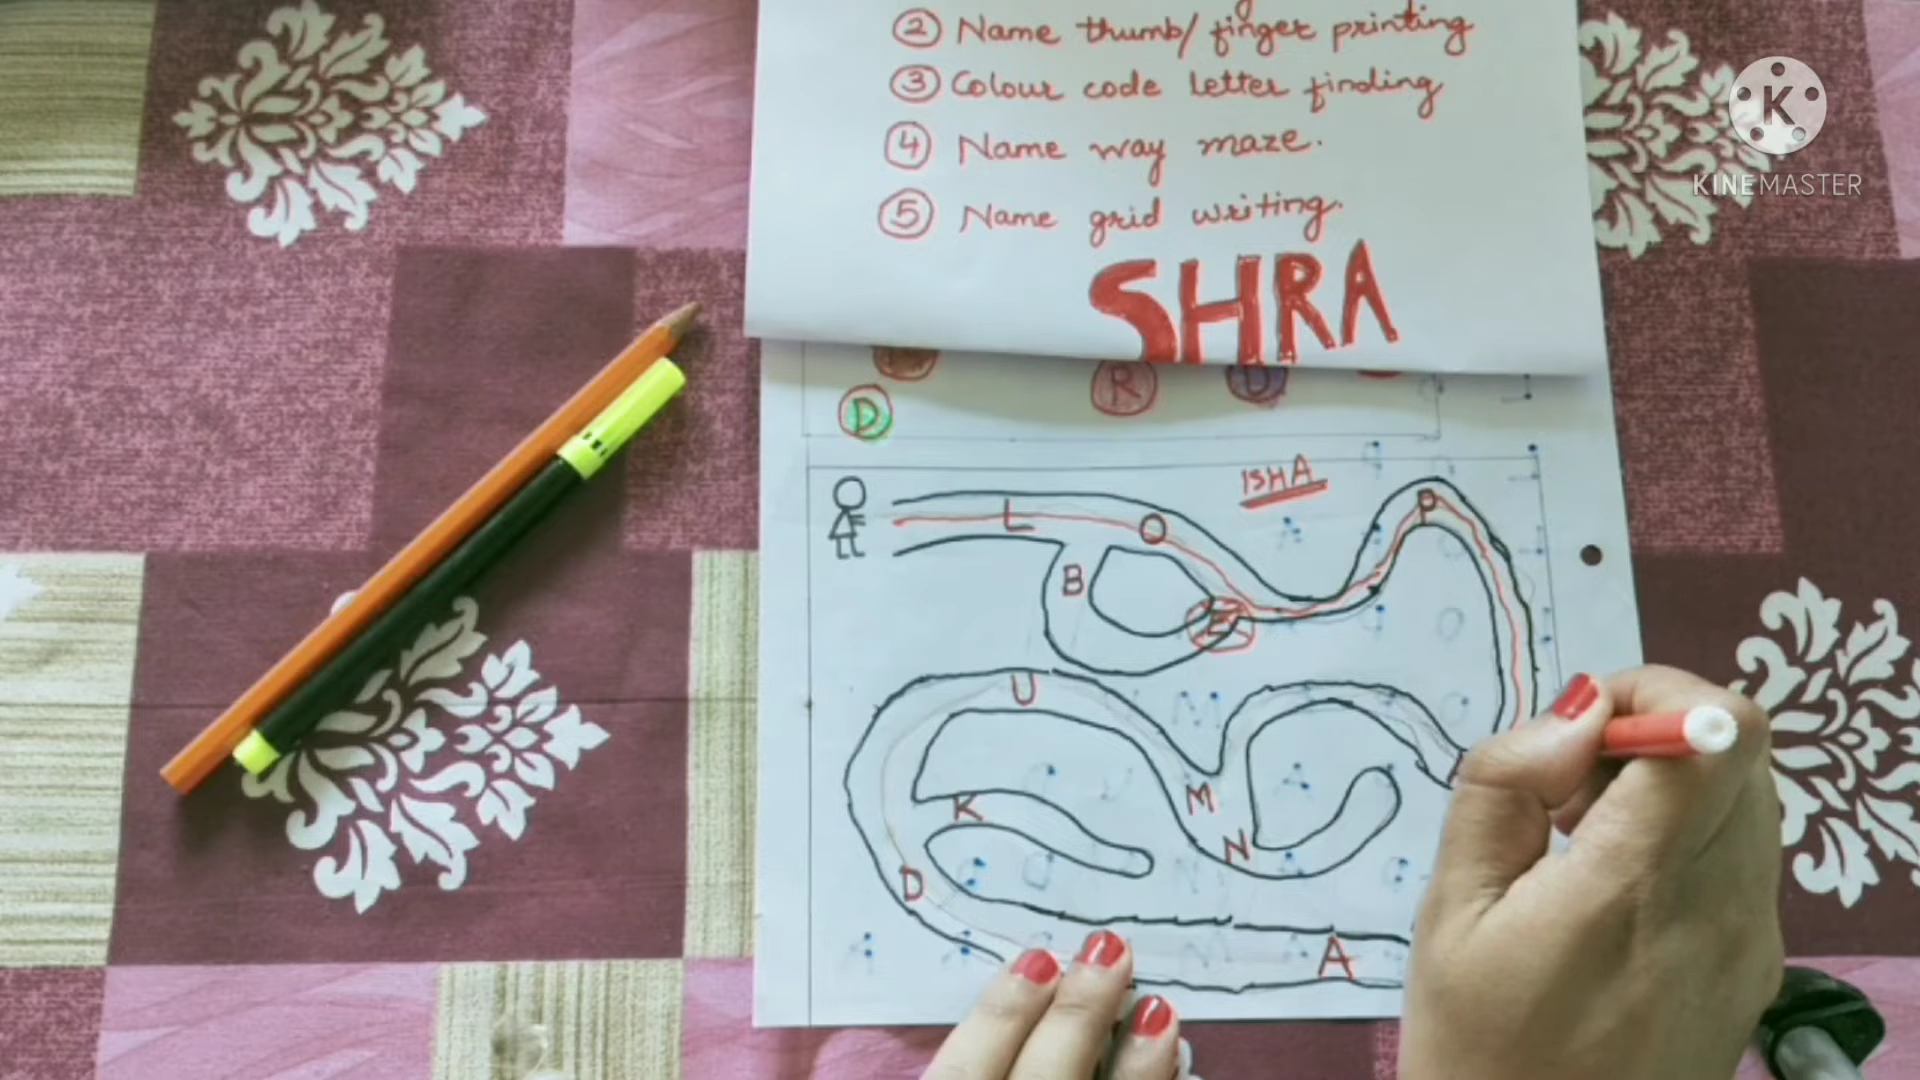 ② Name thumb/ finger printing
③ Colour code letter finding
④ Name way maze.
⑤ Name grid writing.
SHRA
R
D
ISHA
L
O
P
B
E
U
M
K
N
D
A
K
KINEMASTER